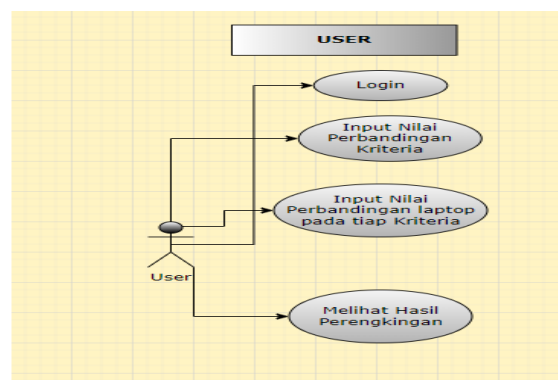 USER
Login
Input Nilai
Perbandingan
Kriteria
Input Nilai
Perbandingan laptop
pada tiap Kriteria
User
Melihat Hasil
Perengkingan